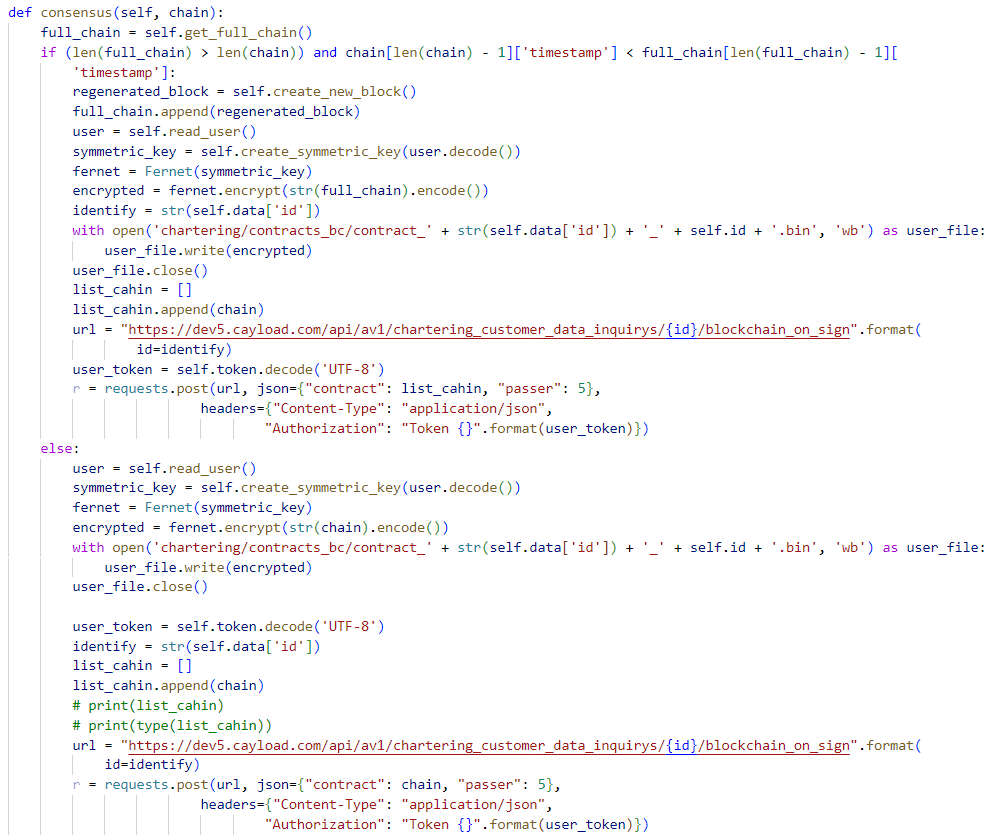 def consensus(self, chain):
    full_chain = self.get_full_chain()
    if (len(full_chain) > len(chain)) and chain[len(chain) - 1]['timestamp'] < full_chain[len(full_chain) - 1][
        'timestamp']:
        regenerated_block = self.create_new_block()
        full_chain.append(regenerated_block)
        user = self.read_user()
        symmetric_key = self.create_symmetric_key(user.decode())
        fernet = Fernet(symmetric_key)
        encrypted = fernet.encrypt(str(full_chain).encode())
        identify = str(self.data['id'])
        with open('chartering/contracts_bc/contract_' + str(self.data['id']) + '_' + self.id + '.bin', 'wb') as user_file:
            user_file.write(encrypted)
        user_file.close()
        list_cahin = []
        list_cahin.append(chain)
        url = "https://dev5.cayload.com/api/av1/chartering_customer_data_inquirys/{id}/blockchain_on_sign".format(
                id=identify)
        user_token = self.token.decode('UTF-8')
        r = requests.post(url, json={"contract": list_cahin, "passer": 5},
                        headers={"Content-Type": "application/json",
                                "Authorization": "Token {}".format(user_token)})
    else:
        user = self.read_user()
        symmetric_key = self.create_symmetric_key(user.decode())
        fernet = Fernet(symmetric_key)
        encrypted = fernet.encrypt(str(chain).encode())
        with open('chartering/contracts_bc/contract_' + str(self.data['id']) + '_' + self.id + '.bin', 'wb') as user_file:
            user_file.write(encrypted)
        user_file.close()

        user_token = self.token.decode('UTF-8')
        identify = str(self.data['id'])
        list_cahin = []
        list_cahin.append(chain)
        # print(list_cahin)
        # print(type(list_cahin))
        url = "https://dev5.cayload.com/api/av1/chartering_customer_data_inquirys/{id}/blockchain_on_sign".format(
            id=identify)
        r = requests.post(url, json={"contract": chain, "passer": 5},
                        headers={"Content-Type": "application/json",
                                "Authorization": "Token {}".format(user_token)})